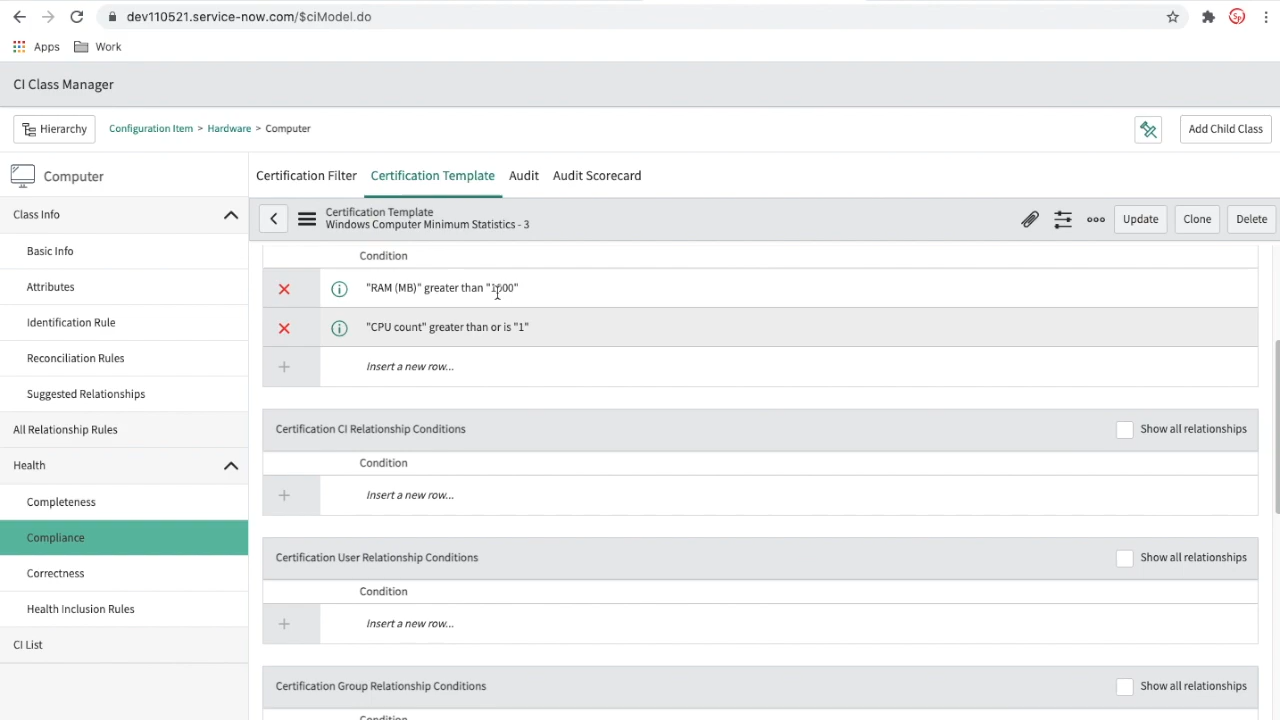 dev110521.service-now.com/$ciModel.do
Sp
Apps
Work
CI Class Manager
Hierarchy
Configuration Item > Hardware > Computer
Add Child Class
Computer
Certification Filter
Certification Template
Audit
Audit Scorecard
Class Info
Certification Template
Windows Computer Minimum Statistics - 3
Update
Clone
Delete
Basic Info
Attributes
Identification Rule
Reconciliation Rules
Suggested Relationships
All Relationship Rules
Health
Completeness
Compliance
Correctness
Health Inclusion Rules
CI List
Condition
"RAM (MB)" greater than "1000"
"CPU count" greater than or is "1"
Insert a new row...
Certification CI Relationship Conditions
Show all relationships
Condition
Insert a new row...
Certification User Relationship Conditions
Show all relationships
Condition
Insert a new row...
Certification Group Relationship Conditions
Show all relationships
Condition